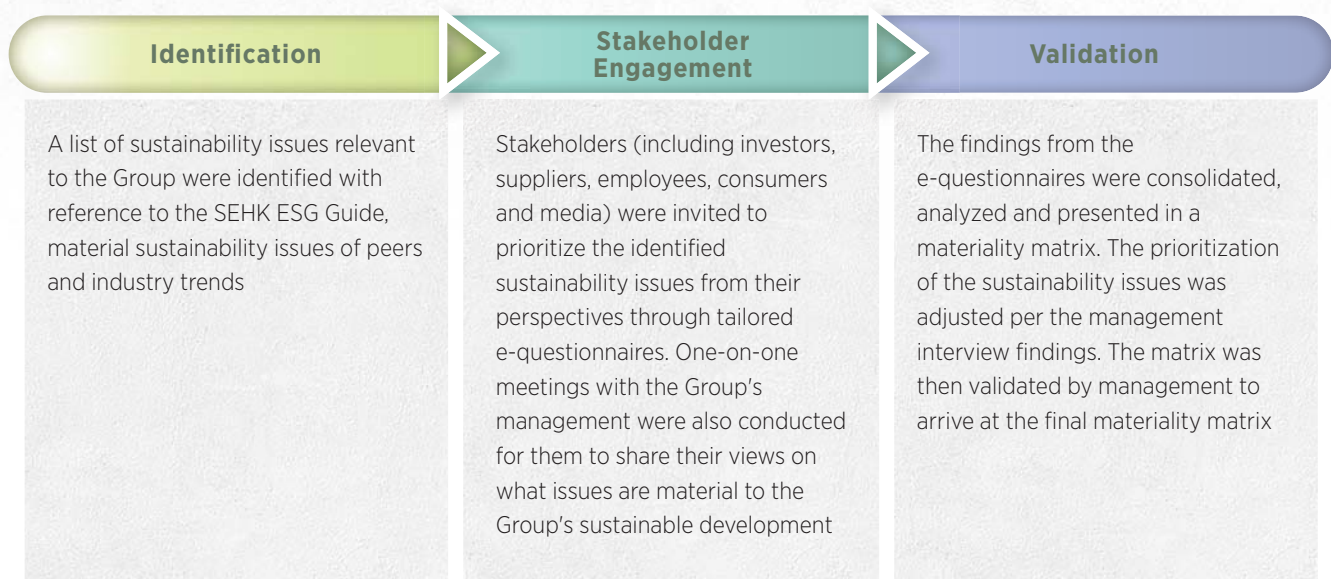 Identification
A list of sustainability issues relevant
to the Group were identified with
reference to the SEHK ESG Guide,
material sustainability issues of peers
and industry trends
Stakeholder
Engagement
Stakeholders (including investors,
suppliers, employees, consumers
and media) were invited to
prioritize the identified
sustainability issues from their
perspectives through tailored
e-questionnaires. One-on-one
meetings with the Group's
management were also conducted
for them to share their views on
what issues are material to the
Group's sustainable development
Validation
The findings from the
e-questionnaires were consolidated,
analyzed and presented in a
materiality matrix. The prioritization
of the sustainability issues was
adjusted per the management
interview findings. The matrix was
then validated by management to
arrive at the final materiality matrix